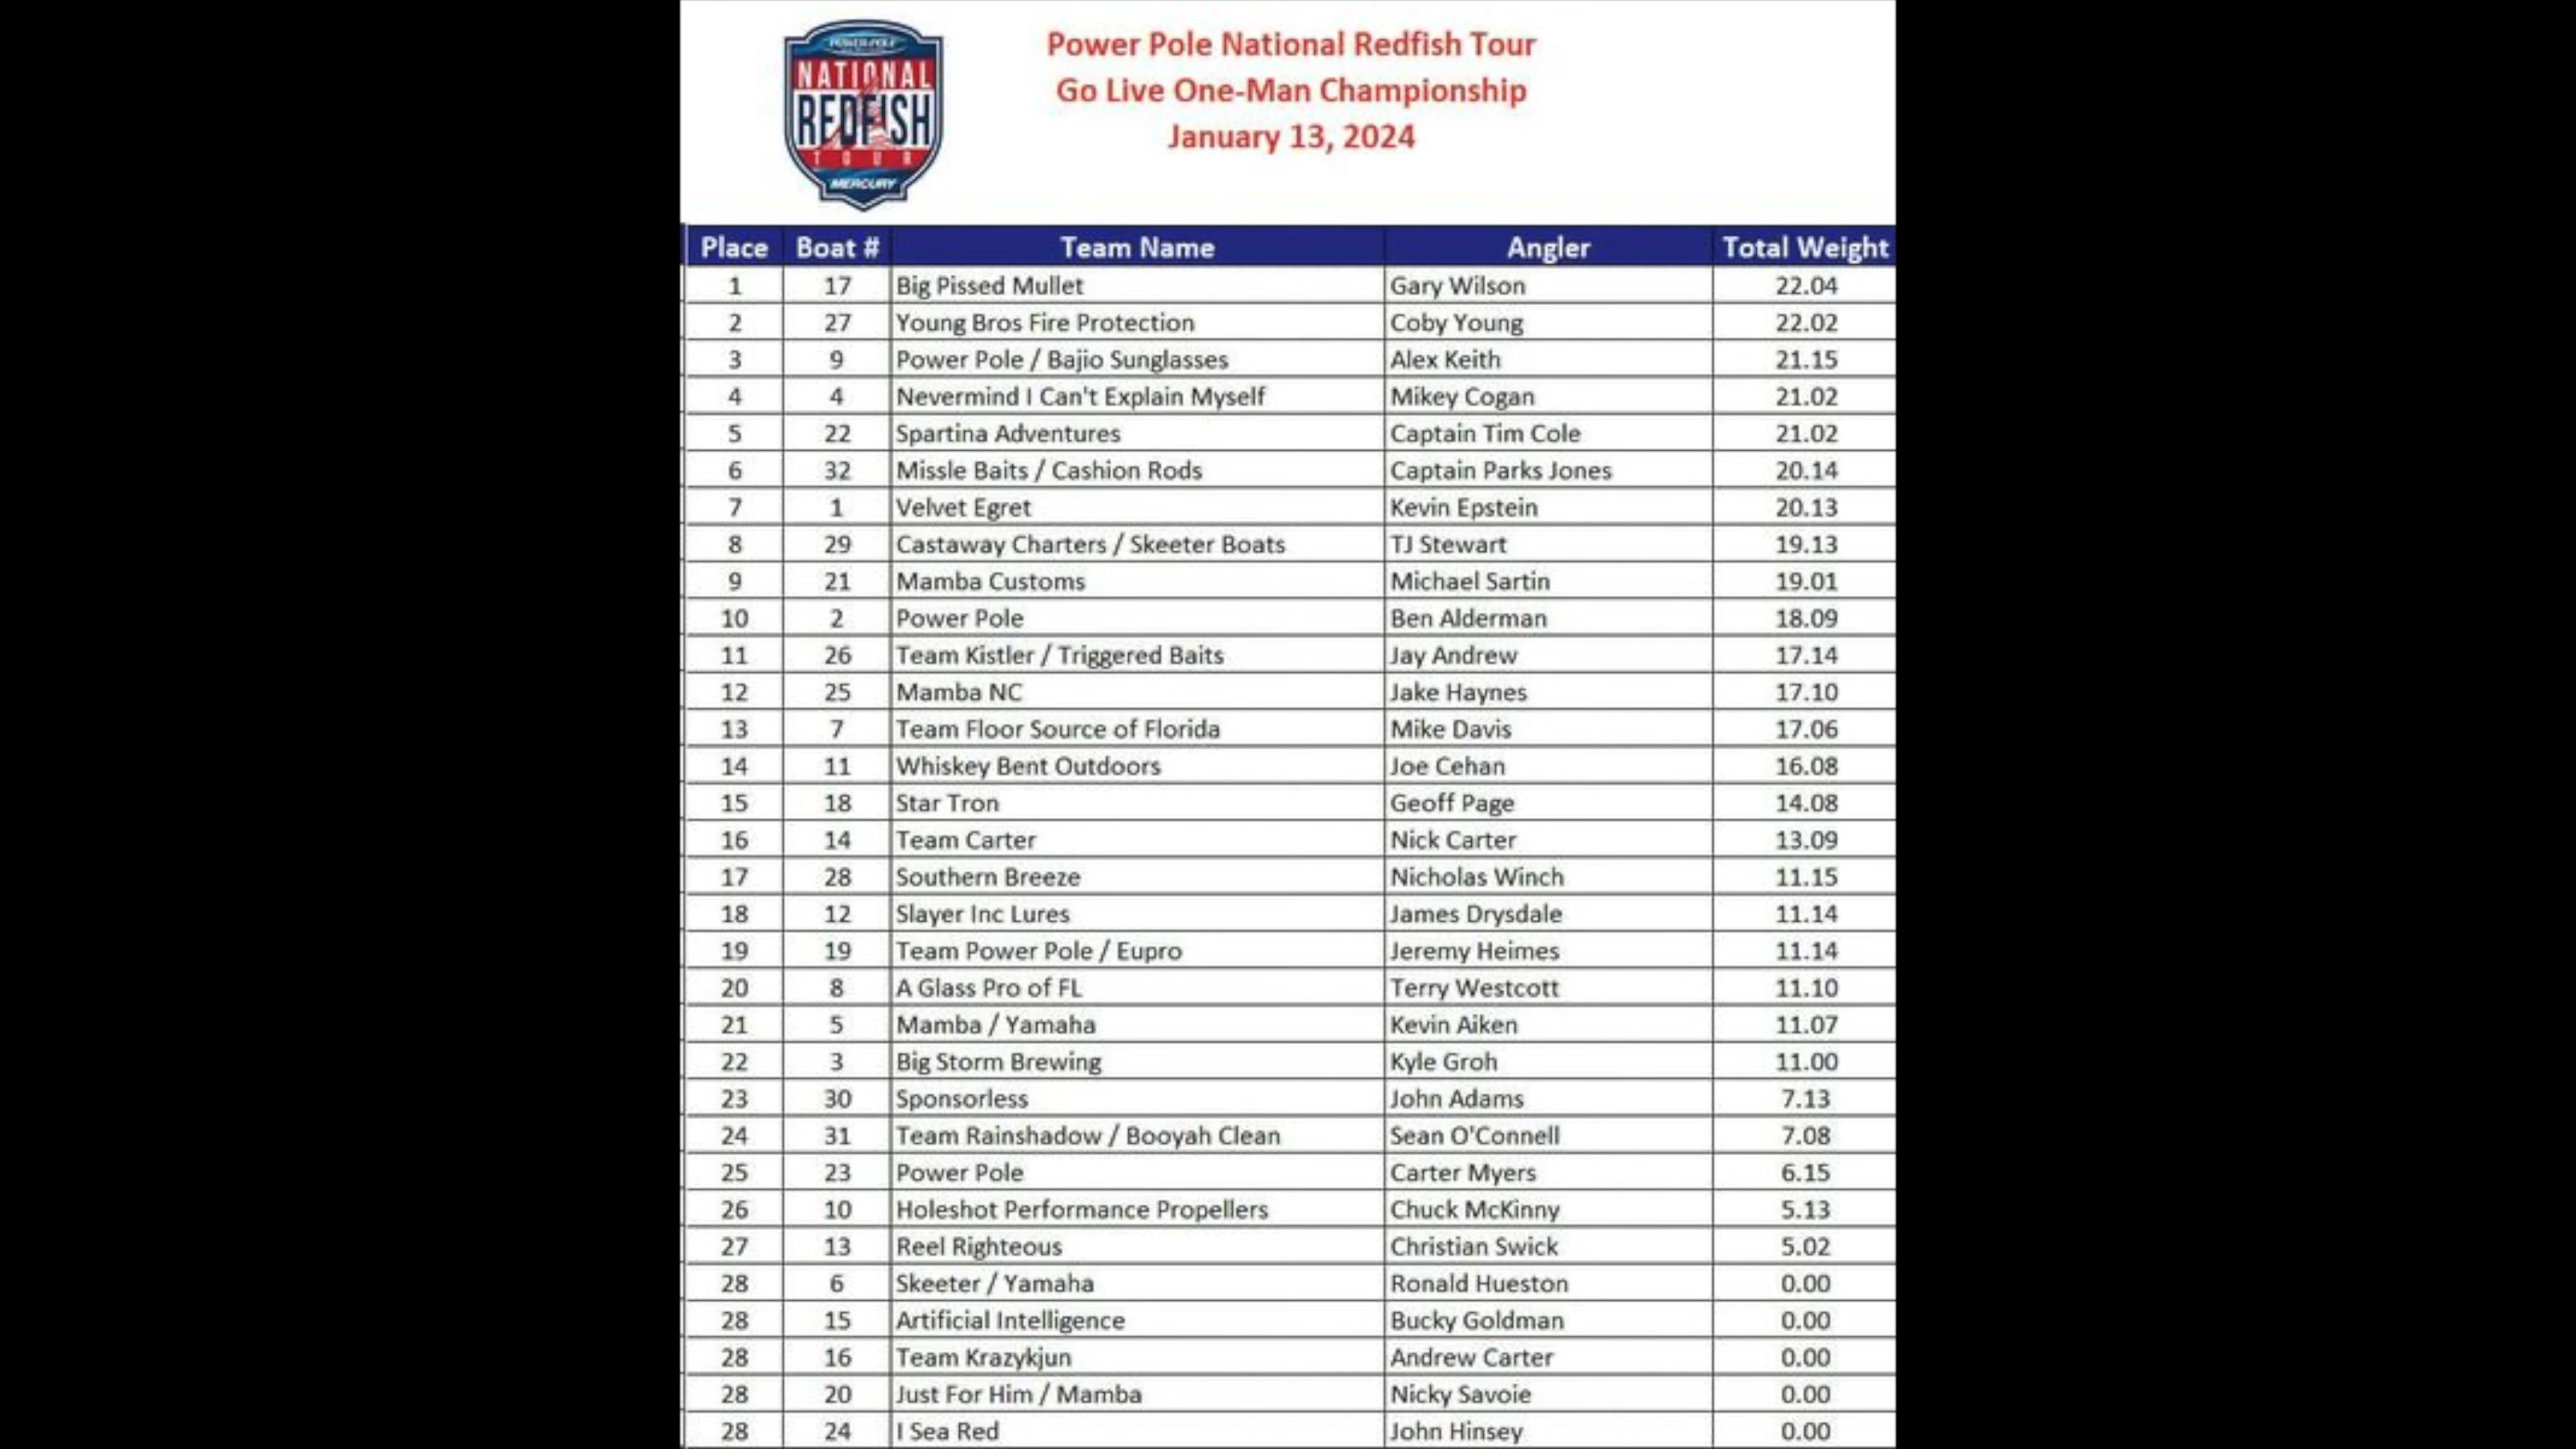 POWER-POLE
NATIONAL
REDFISH
TOUR
MERCURY
Power Pole National Redfish Tour
Go Live One-Man Championship
January 13, 2024
Place Boat # Team Name Angler Total Weight
1 17 Big Pissed Mullet Gary Wilson 22.04
2 27 Young Bros Fire Protection Coby Young 22.02
3 9 Power Pole / Bajio Sunglasses Alex Keith 21.15
4 4 Nevermind I Can't Explain Myself Mikey Cogan 21.02
5 22 Spartina Adventures Captain Tim Cole 21.02
6 32 Missle Baits / Cashion Rods Captain Parks Jones 20.14
7 1 Velvet Egret Kevin Epstein 20.13
8 29 Castaway Charters / Skeeter Boats TJ Stewart 19.13
9 21 Mamba Customs Michael Sartin 19.01
10 2 Power Pole Ben Alderman 18.09
11 26 Team Kistler / Triggered Baits Jay Andrew 17.14
12 25 Mamba NC Jake Haynes 17.10
13 7 Team Floor Source of Florida Mike Davis 17.06
14 11 Whiskey Bent Outdoors Joe Cehan 16.08
15 18 Star Tron Geoff Page 14.08
16 14 Team Carter Nick Carter 13.09
17 28 Southern Breeze Nicholas Winch 11.15
18 12 Slayer Inc Lures James Drysdale 11.14
19 19 Team Power Pole / Eupro Jeremy Heimes 11.14
20 8 A Glass Pro of FL Terry Westcott 11.10
21 5 Mamba / Yamaha Kevin Aiken 11.07
22 3 Big Storm Brewing Kyle Groh 11.00
23 30 Sponsorless John Adams 7.13
24 31 Team Rainshadow / Booyah Clean Sean O'Connell 7.08
25 23 Power Pole Carter Myers 6.15
26 10 Holeshot Performance Propellers Chuck McKinny 5.13
27 13 Reel Righteous Christian Swick 5.02
28 6 Skeeter / Yamaha Ronald Hueston 0.00
28 15 Artificial Intelligence Bucky Goldman 0.00
28 16 Team Krazykjun Andrew Carter 0.00
28 20 Just For Him / Mamba Nicky Savoie 0.00
28 24 I Sea Red John Hinsey 0.00